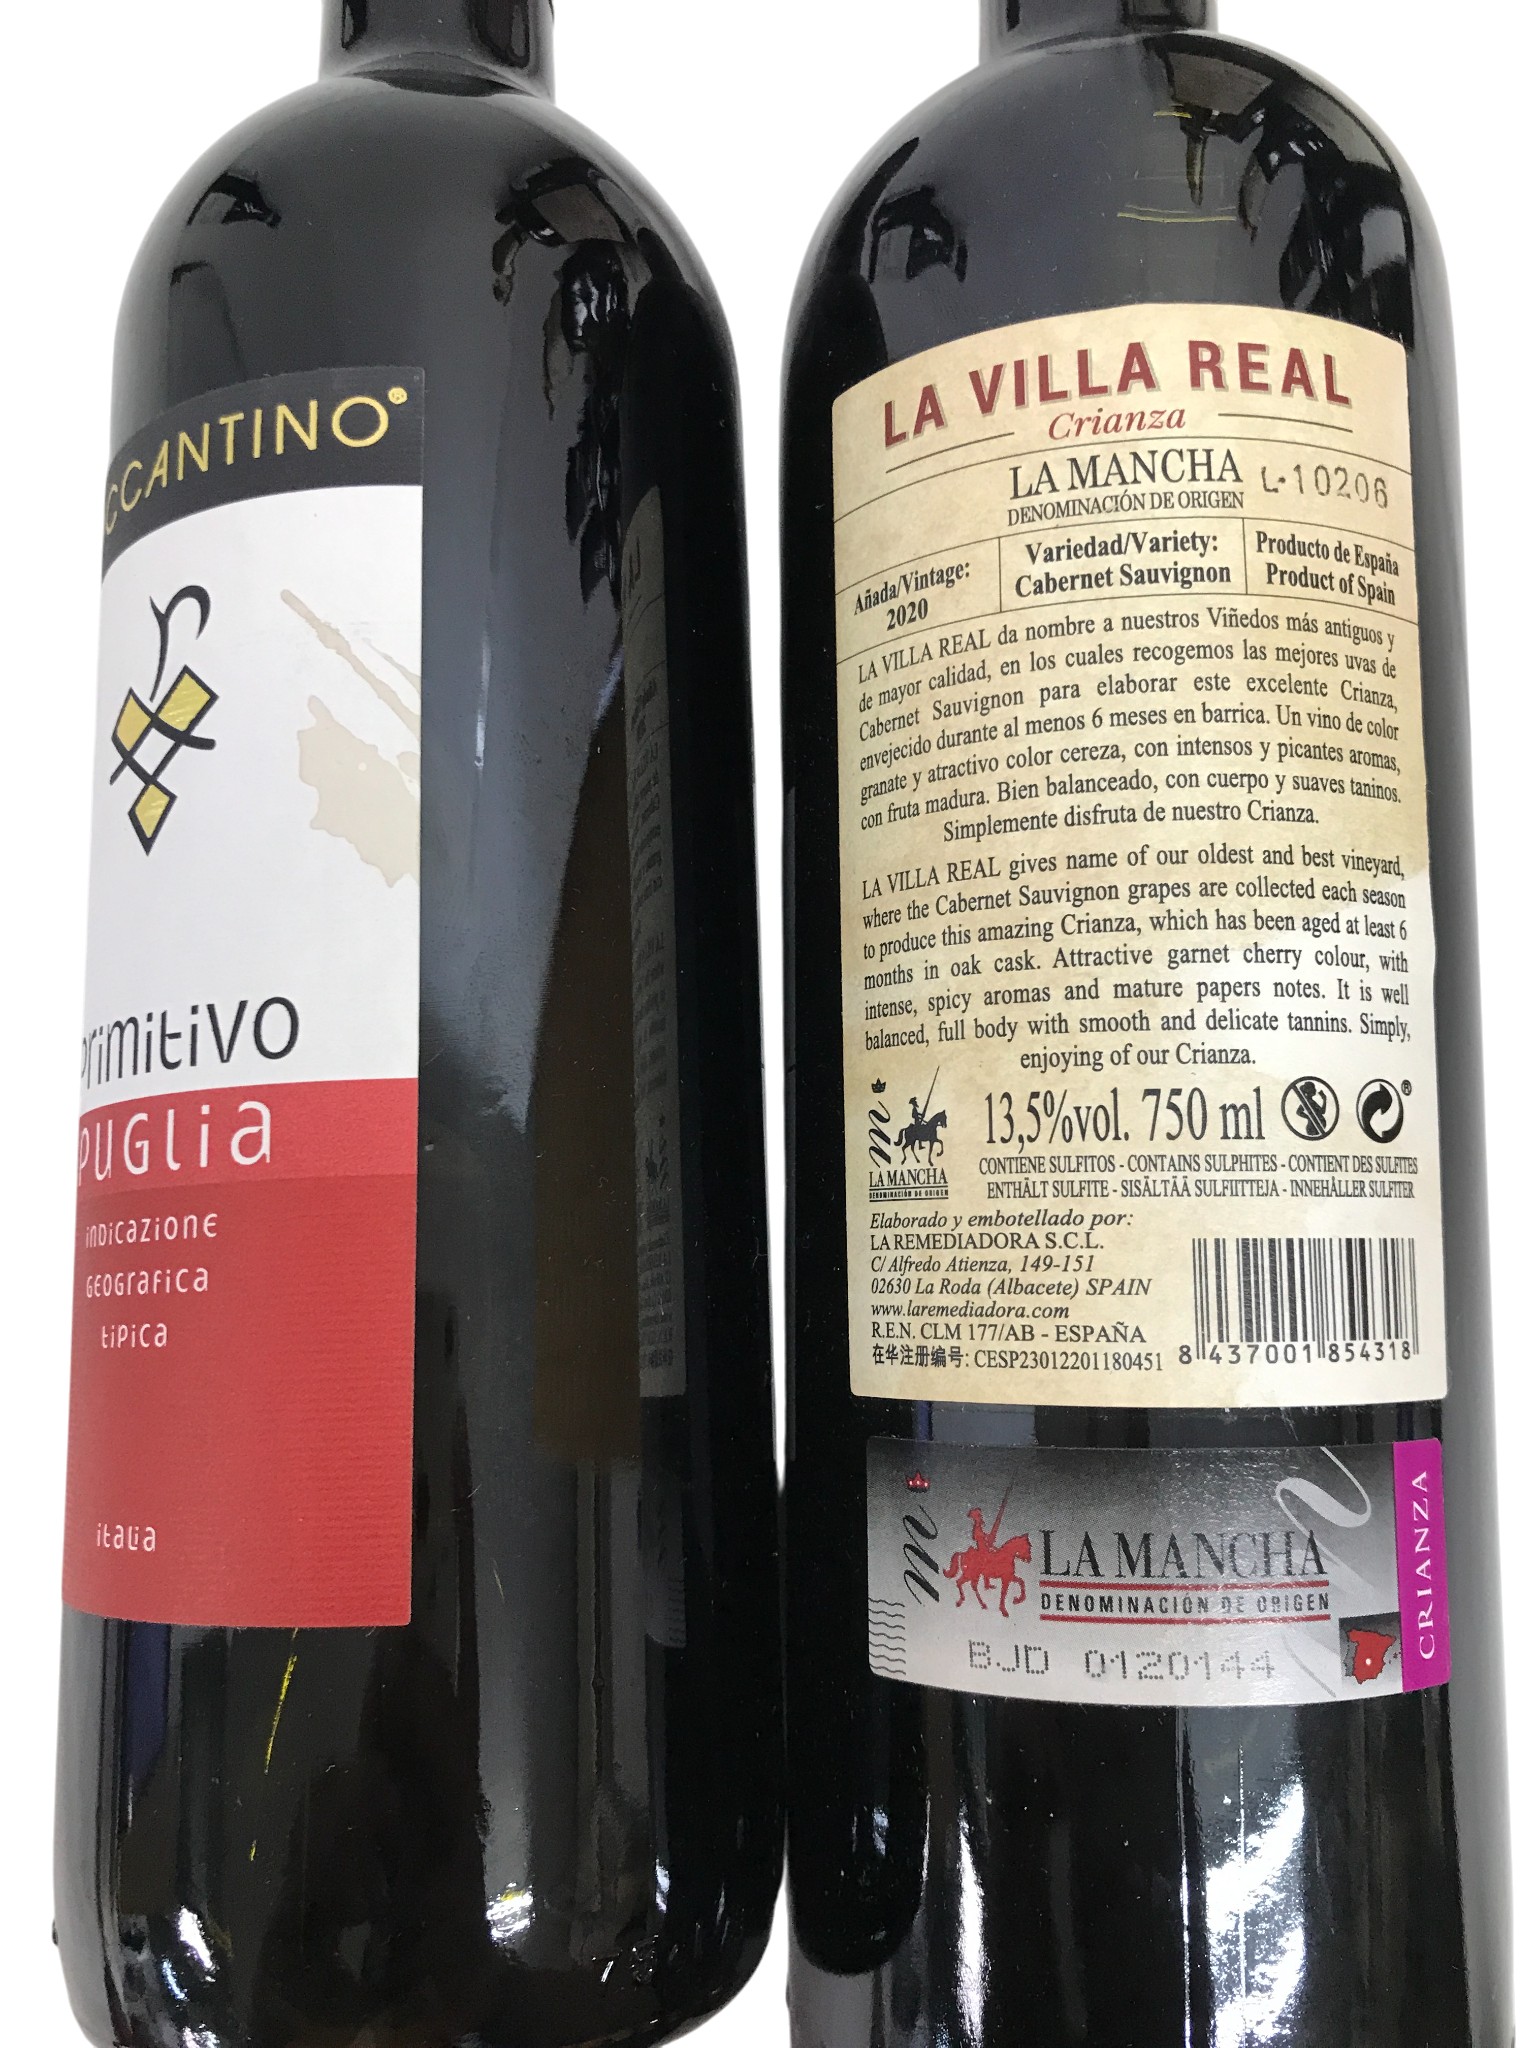 CCANTINO®
primitivo
PUGLia
indicazione
GEOGrafica
tipica
italia
LA VILLA REAL
Crianza
LA MANCHA
L·10206
DENOMINACIÓN DE ORIGEN
Añada/Vintage:
2020
Variedad/Variety:
Cabernet Sauvignon
Producto de España
Product of Spain
LA VILLA REAL da nombre a nuestros Viñedos más antiguos y
de mayor calidad, en los cuales recogemos las mejores uvas de
Cabernet Sauvignon para elaborar este excelente Crianza,
envejecido durante al menos 6 meses en barrica. Un vino de color
granate y atractivo color cereza, con intensos y picantes aromas,
con fruta madura. Bien balanceado, con cuerpo y suaves taninos.
Simplemente disfruta de nuestro Crianza.
LA VILLA REAL gives name of our oldest and best vineyard,
where the Cabernet Sauvignon grapes are collected each season
to produce this amazing Crianza, which has been aged at least 6
months in oak cask. Attractive garnet cherry colour, with
intense, spicy aromas and mature papers notes. It is well
balanced, full body with smooth and delicate tannins. Simply,
enjoying of our Crianza.
m
LA MANCHA
DENOMINACIÓN DE ORIGEN
13,5%vol. 750 ml
®
CONTIENE SULFITOS - CONTAINS SULPHITES - CONTIENT DES SULFITES
ENTHÄLT SULFITE - SISÄLTÄÄ SULFIITTEJA - INNEHÅLLER SULFITER
Elaborado y embotellado por:
LA REMEDIADORA S.C.L.
C/ Alfredo Atienza, 149-151
02630 La Roda (Albacete) SPAIN
www.laremediadora.com
R.E.N. CLM 177/AB - ESPAÑA
在华注册编号: CESP23012201180451
8 437001 854318
m
LA MANCHA
DENOMINACIÓN DE ORIGEN
BJD 0120144
CRIANZA